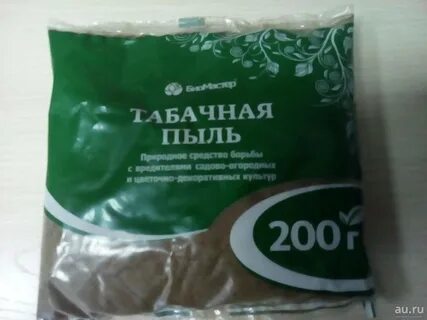 БиоМастер
ТАБАЧНАЯ
ПЫЛЬ
Природное средство борьбы
с вредителями садово-огородных
и цветочно-декоративных культур
200 г
au.ru